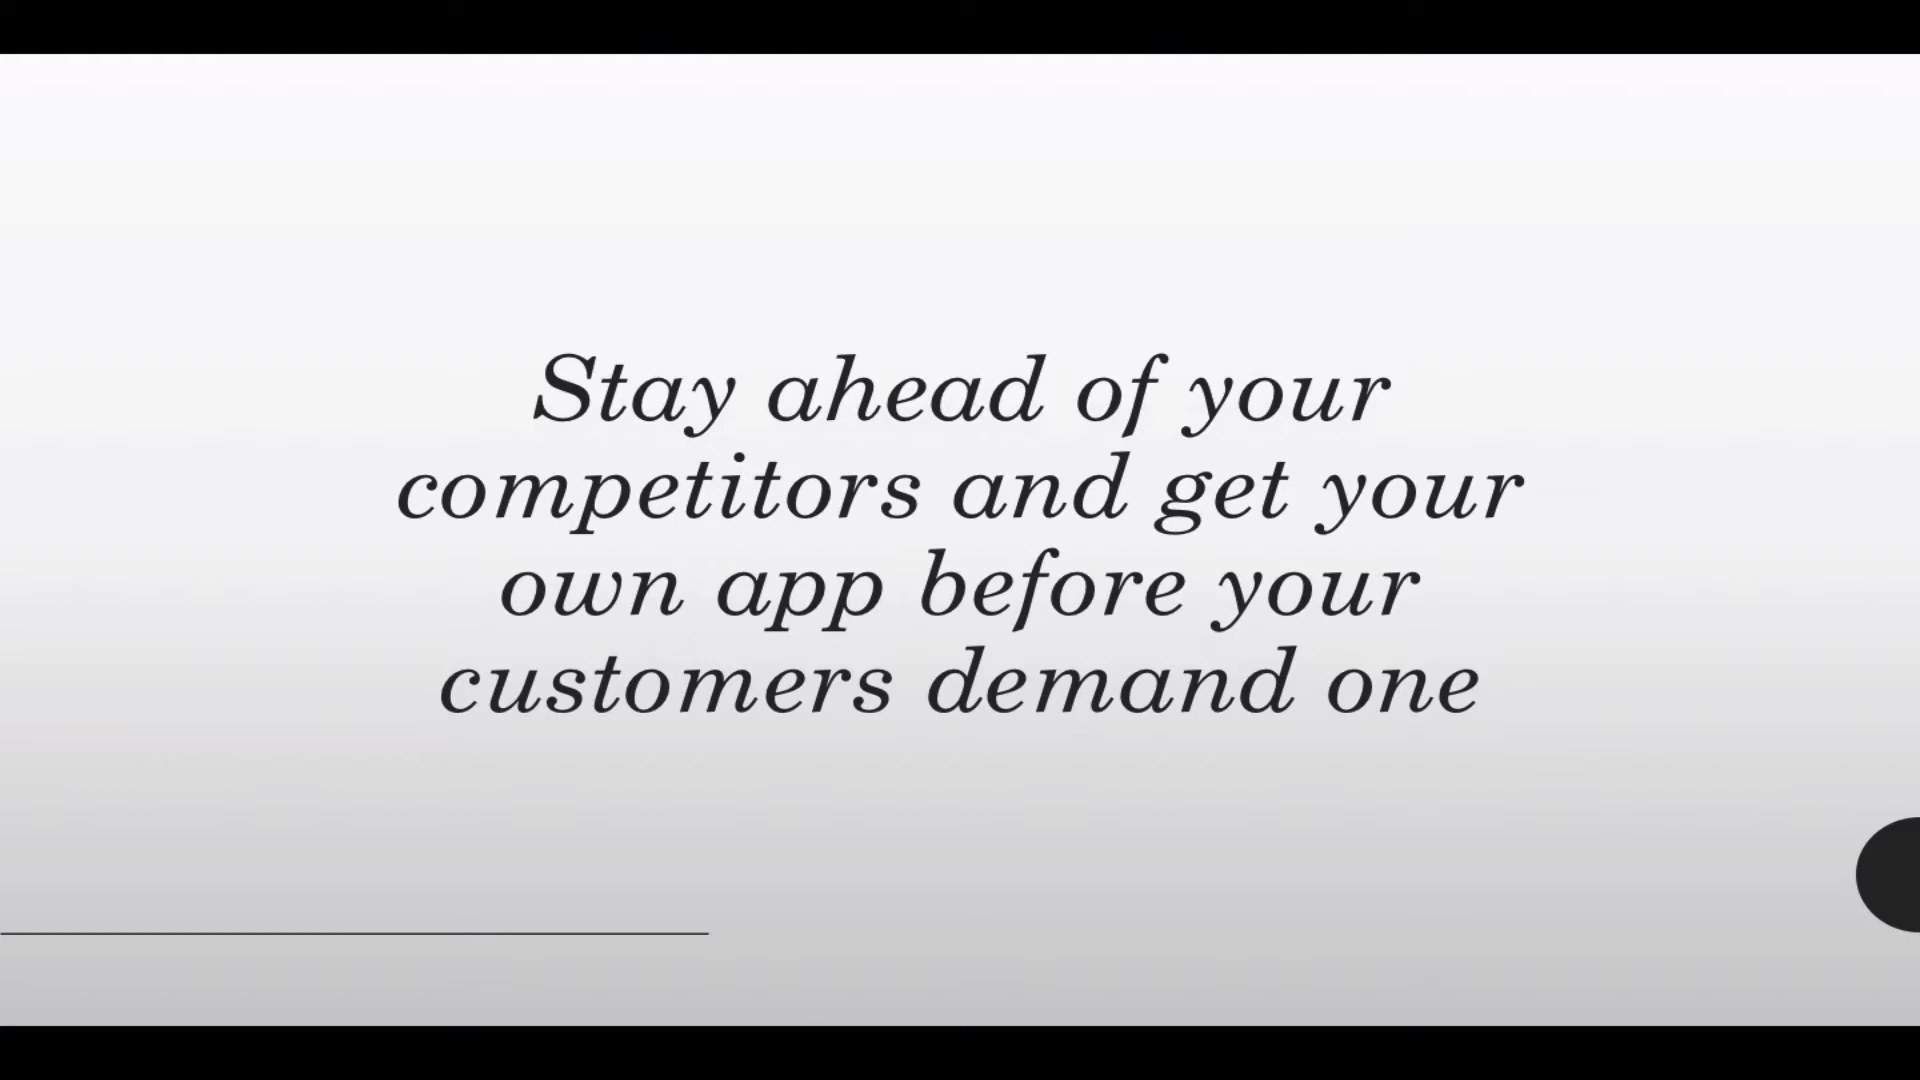 Stay ahead of your
competitors and get your
own app before your
customers demand one